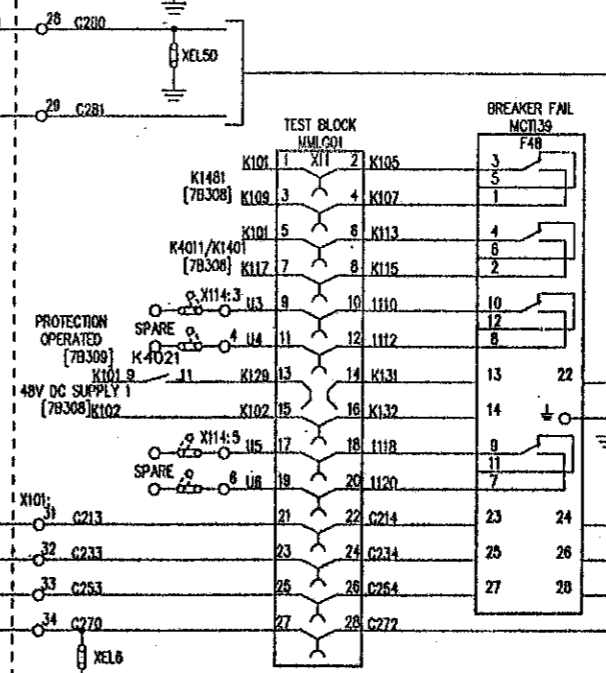 28 C280
XEL50
29 C281
TEST BLOCK
MMLG01
X11
BREAKER FAIL
MCTI39
F48
K101 1 2 K105 3
5
K1481
[7B308]
K109 3 4 K107 1
K101 5 6 K113 4
6
K4011/K1401
[7B308]
K117 7 8 K115 2
X114:3 U3 9 10 1110 10
12
SPARE 4 U4 11 12 1112 8
PROTECTION
OPERATED
[7B309]
K4021
K101 9 11 K129 13 14 K131 13 22
48V DC SUPPLY 1
[7B308] K102 K102 15 16 K132 14
X114:5 U5 17 18 1118 9
11
SPARE 6 U6 19 20 1120 7
X101:
31 C213 21 22 C214 23 24
32 C233 23 24 C234 25 26
33 C253 25 26 C254 27 28
34 C270 27 28 C272
XEL6